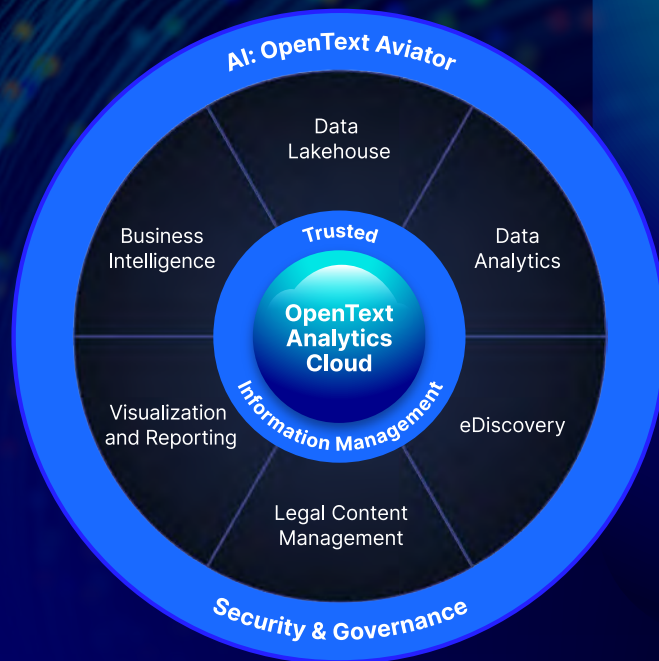 AI: OpenText Aviator
Data
Lakehouse
Business
Intelligence
Data
Analytics
Trusted
OpenText
Analytics
Cloud
Information Management
Visualization
and Reporting
eDiscovery
Legal Content
Management
Security & Governance